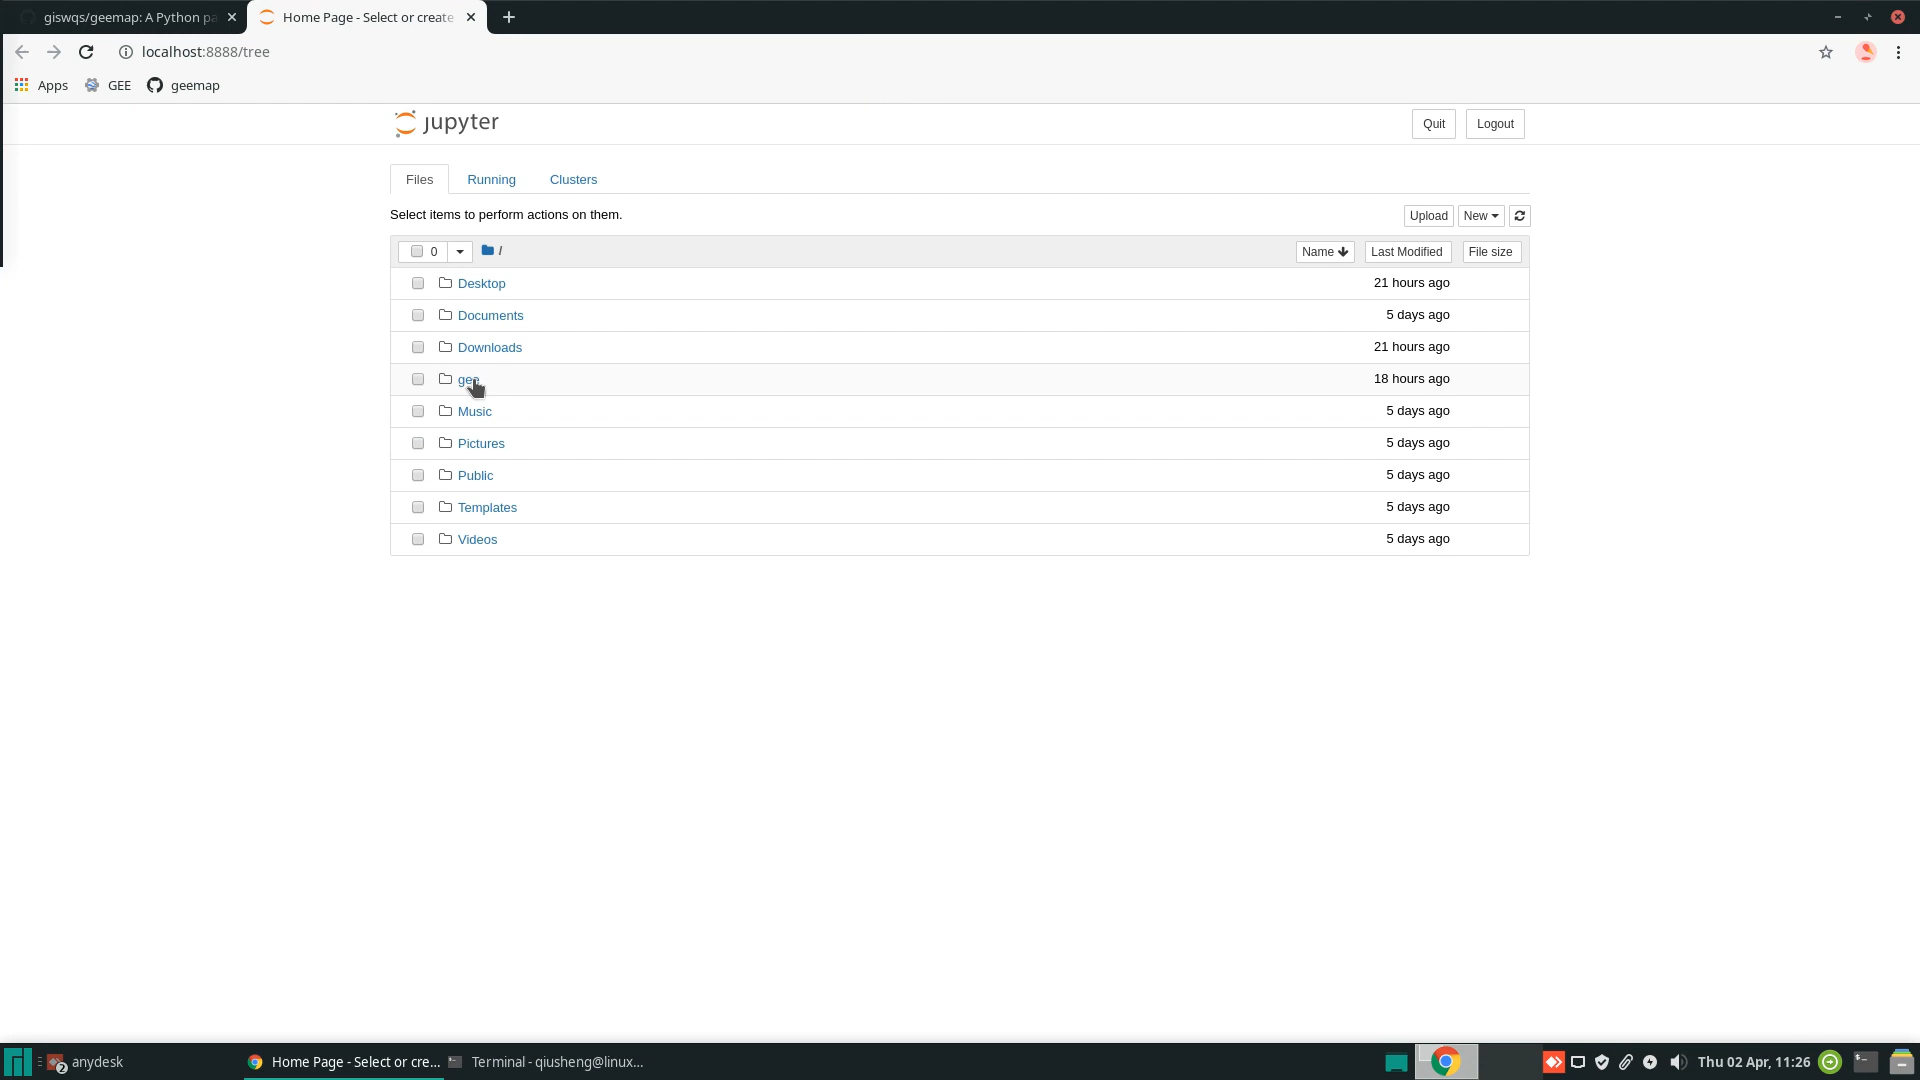 giswqs/geemap: A Python pa
Home Page - Select or create
localhost:8888/tree
Apps
GEE
geemap
jupyter
Quit
Logout
Files
Running
Clusters
Select items to perform actions on them.
Upload
New
0
/
Name
Last Modified
File size
Desktop
21 hours ago
Documents
5 days ago
Downloads
21 hours ago
gee
18 hours ago
Music
5 days ago
Pictures
5 days ago
Public
5 days ago
Templates
5 days ago
Videos
5 days ago
2
anydesk
Home Page - Select or cre...
Terminal - qiusheng@linux...
Thu 02 Apr, 11:26